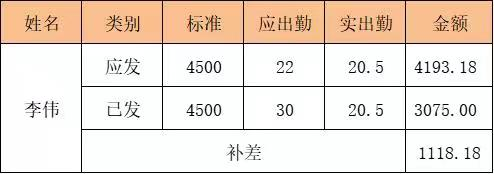 姓名 类别 标准 应出勤 实出勤 金额
应发 4500 22 20.5 4193.18
李伟 已发 4500 30 20.5 3075.00
补差 1118.18